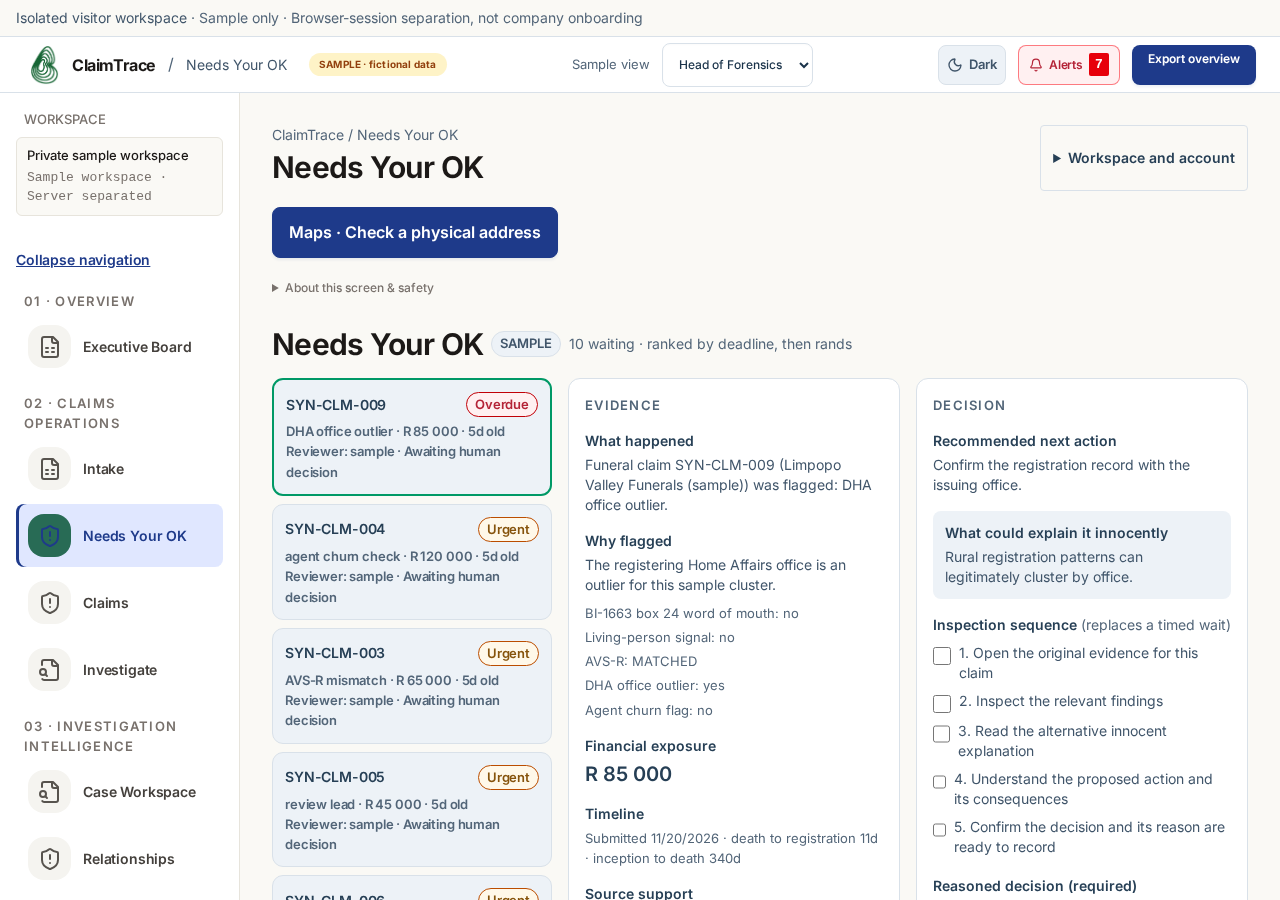 Isolated visitor workspace · Sample only · Browser-session separation, not company onboarding
ClaimTrace / Needs Your OK
SAMPLE · fictional data
Sample view
Head of Forensics
Dark
Alerts 7
Export overview
WORKSPACE
Private sample workspace
Sample workspace ·
Server separated
Collapse navigation
01 · OVERVIEW
Executive Board
02 · CLAIMS
OPERATIONS
Intake
Needs Your OK
Claims
Investigate
03 · INVESTIGATION
INTELLIGENCE
Case Workspace
Relationships
ClaimTrace / Needs Your OK
Needs Your OK
Workspace and account
Maps · Check a physical address
About this screen & safety
Needs Your OK SAMPLE 10 waiting · ranked by deadline, then rands
SYN-CLM-009 Overdue
DHA office outlier · R 85 000 · 5d old
Reviewer: sample · Awaiting human
decision
SYN-CLM-004 Urgent
agent churn check · R 120 000 · 5d old
Reviewer: sample · Awaiting human
decision
SYN-CLM-003 Urgent
AVS-R mismatch · R 65 000 · 5d old
Reviewer: sample · Awaiting human
decision
SYN-CLM-005 Urgent
review lead · R 45 000 · 5d old
Reviewer: sample · Awaiting human
decision
SYN-CLM-006 Urgent
EVIDENCE
What happened
Funeral claim SYN-CLM-009 (Limpopo
Valley Funerals (sample)) was flagged: DHA
office outlier.
Why flagged
The registering Home Affairs office is an
outlier for this sample cluster.
BI-1663 box 24 word of mouth: no
Living-person signal: no
AVS-R: MATCHED
DHA office outlier: yes
Agent churn flag: no
Financial exposure
R 85 000
Timeline
Submitted 11/20/2026 · death to registration 11d
· inception to death 340d
Source support
DECISION
Recommended next action
Confirm the registration record with the
issuing office.
What could explain it innocently
Rural registration patterns can
legitimately cluster by office.
Inspection sequence (replaces a timed wait)
1. Open the original evidence for this
claim
2. Inspect the relevant findings
3. Read the alternative innocent
explanation
4. Understand the proposed action and
its consequences
5. Confirm the decision and its reason are
ready to record
Reasoned decision (required)